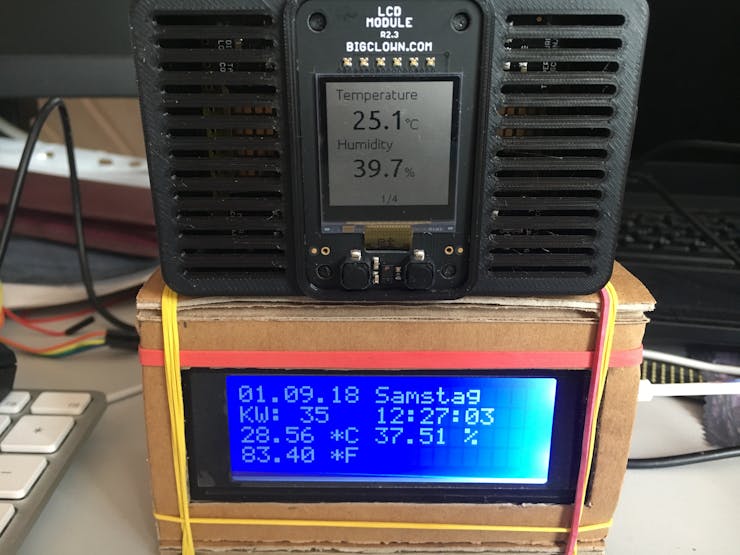 LCD
MODULE
R2.3
BIGCLOWN.COM
Temperature
25.1°C
Humidity
39.7%
1/4
01.09.18 Samstag
KW: 35 12:27:03
28.56 *C 37.51 %
83.40 *F